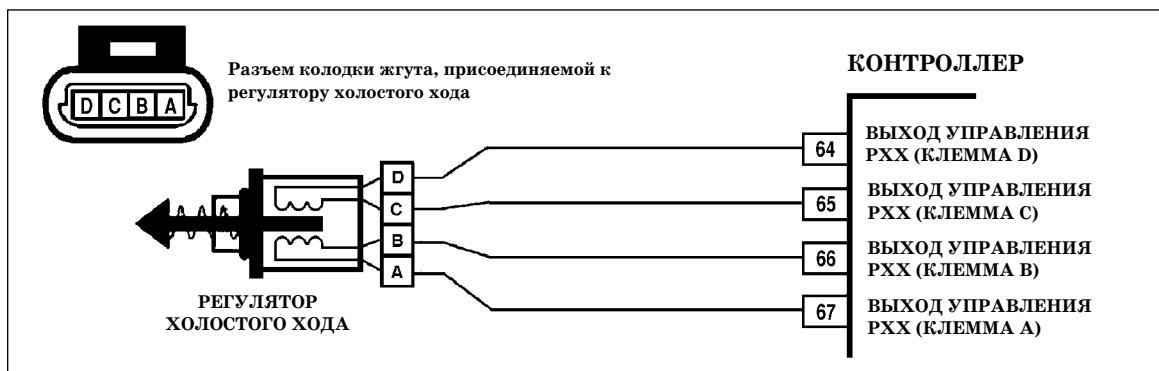 Разъем колодки жгута, присоединяемой к
регулятору холостого хода
D C B A
КОНТРОЛЛЕР
D
C
B
A
64
ВЫХОД УПРАВЛЕНИЯ
РХХ (КЛЕММА D)
65
ВЫХОД УПРАВЛЕНИЯ
РХХ (КЛЕММА C)
66
ВЫХОД УПРАВЛЕНИЯ
РХХ (КЛЕММА B)
67
ВЫХОД УПРАВЛЕНИЯ
РХХ (КЛЕММА A)
РЕГУЛЯТОР
ХОЛОСТОГО ХОДА